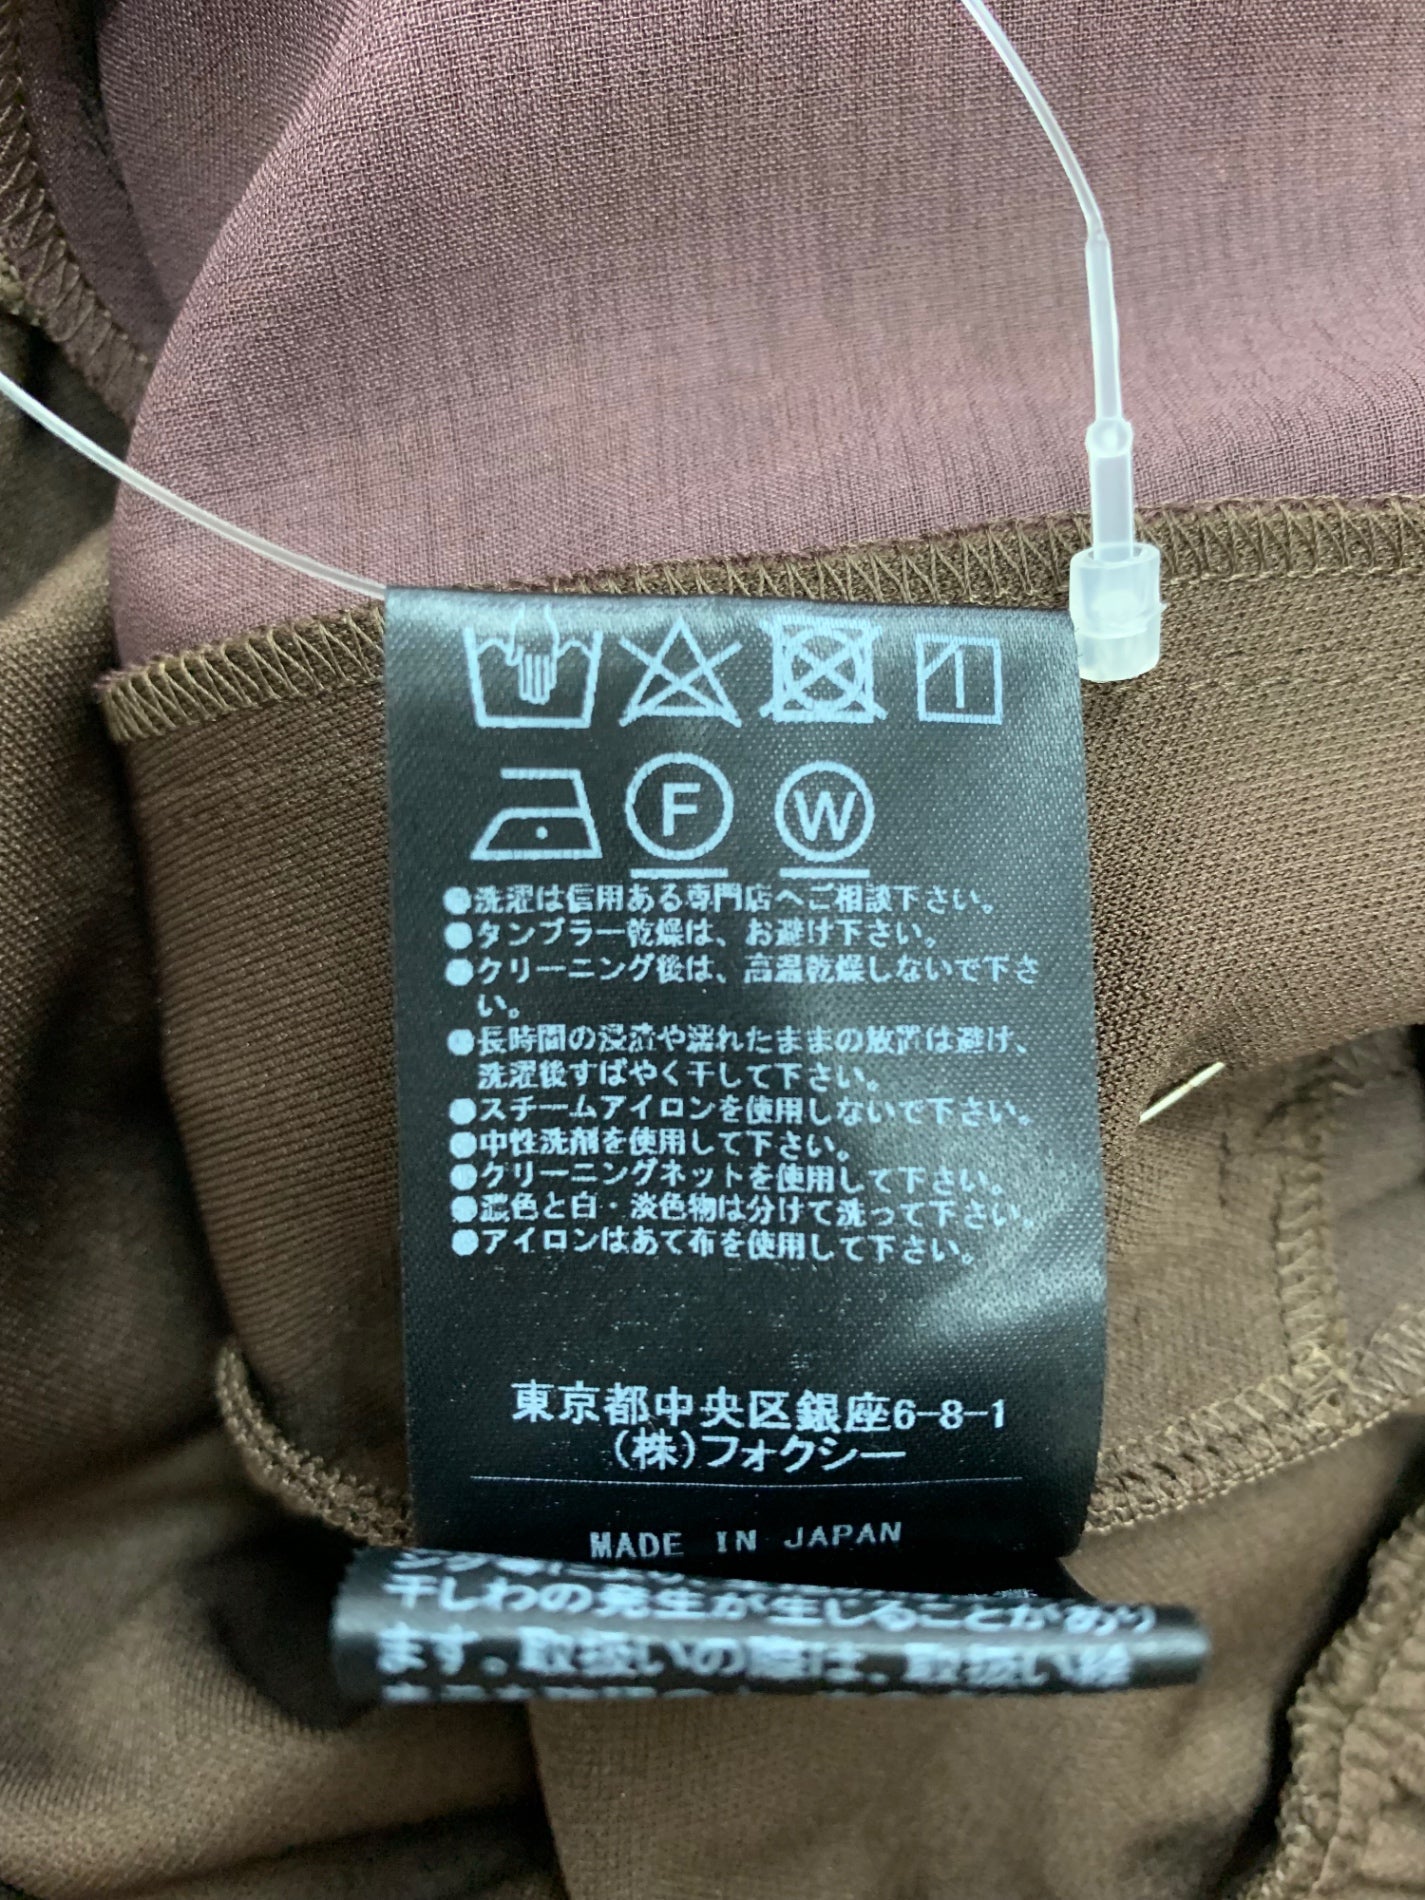 F W
●洗濯は信用ある専門店へご相談下さい。
●タンブラー乾燥は、お避け下さい。
●クリーニング後は、高温乾燥しないで下さ
い。
●長時間の浸漬や濡れたままの放置は避け、
洗濯後すばやく干して下さい。
●スチームアイロンを使用しないで下さい。
●中性洗剤を使用して下さい。
●クリーニングネットを使用して下さい。
●濃色と白・淡色物は分けて洗って下さい。
●アイロンはあて布を使用して下さい。
東京都中央区銀座6-8-1
(株)フォクシー
MADE IN JAPAN
干しわの発生が生じることがあり
ます。取扱いの際は、取扱い絵